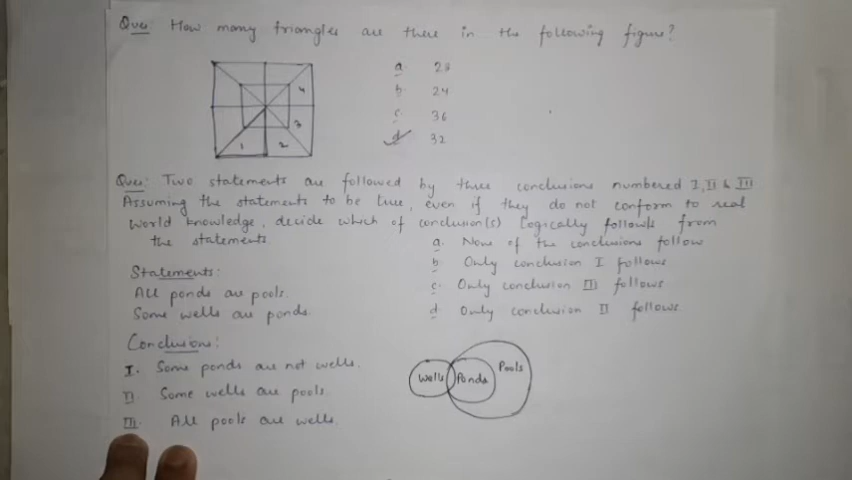 Ques: How many triangles are there in the following figure?
a. 28
b. 24
c. 36
d. 32
4
3
1 2
Ques: Two statements are followed by three conclusions numbered I, II & III
Assuming the statements to be true, even if they do not conform to real
world knowledge, decide which of conclusion(s) logically follows from
the statements
a. None of the conclusions follow
b. Only conclusion I follows
c. Only conclusion III follows
d. Only conclusion II follows.
Statements:
All ponds are pools.
Some wells are ponds.
Conclusions:
I. Some ponds are not wells.
II Some wells are pools.
III. All pools are wells.
Wells Ponds Pools